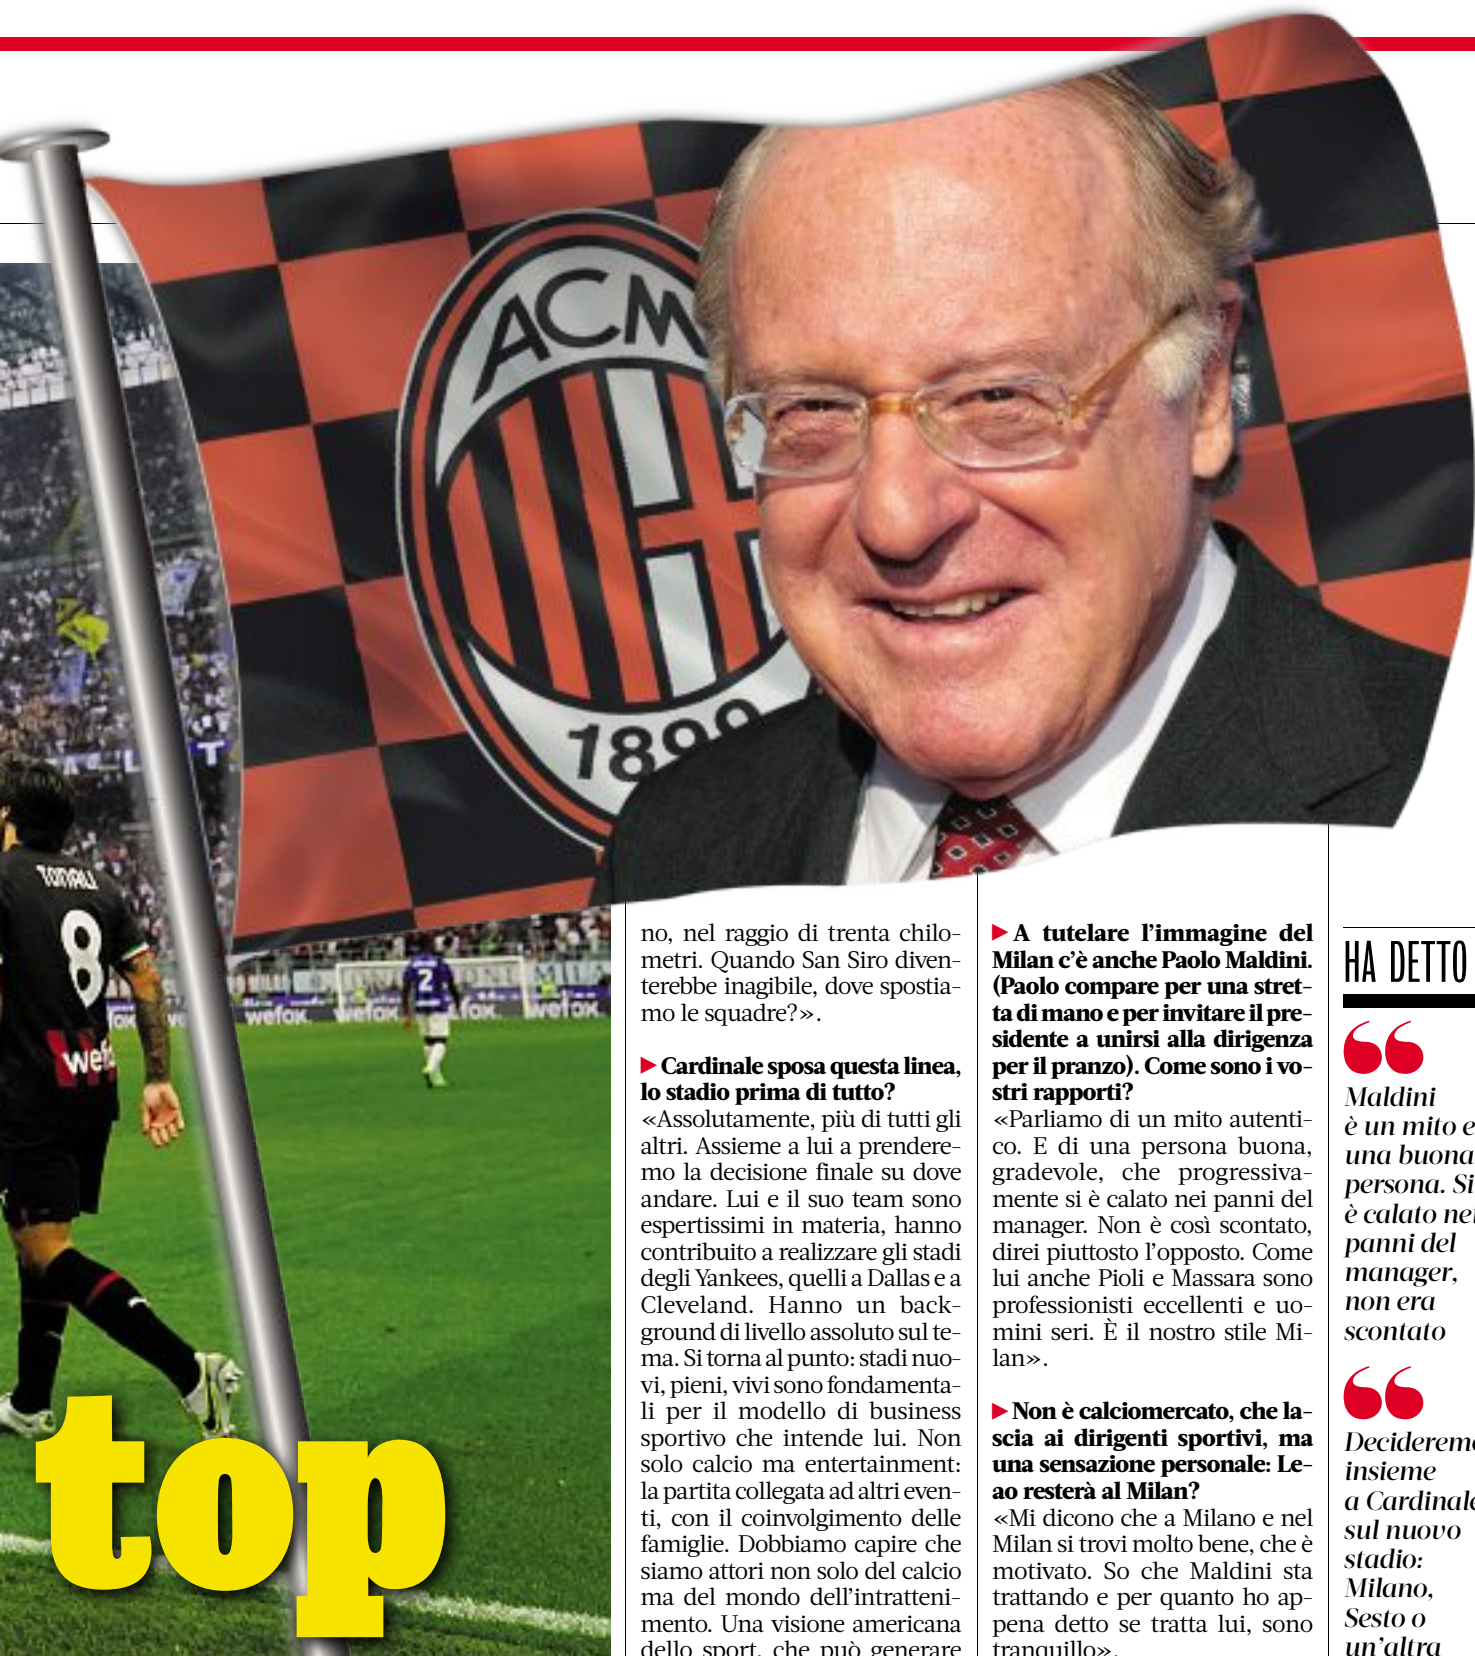 ACM
1899
TONALI
8
wefox
2
wefox
wefox
wefox
top
no, nel raggio di trenta chilo-
metri. Quando San Siro diven-
terebbe inagibile, dove spostia-
mo le squadre?».
►Cardinale sposa questa linea,
lo stadio prima di tutto?
«Assolutamente, più di tutti gli
altri. Assieme a lui a prendere-
mo la decisione finale su dove
andare. Lui e il suo team sono
espertissimi in materia, hanno
contribuito a realizzare gli stadi
degli Yankees, quelli a Dallas e a
Cleveland. Hanno un back-
ground di livello assoluto sul te-
ma. Si torna al punto: stadi nuo-
vi, pieni, vivi sono fondamenta-
li per il modello di business
sportivo che intende lui. Non
solo calcio ma entertainment:
la partita collegata ad altri even-
ti, con il coinvolgimento delle
famiglie. Dobbiamo capire che
siamo attori non solo del calcio
ma del mondo dell'intratteni-
mento. Una visione americana
dello sport, che può generare
►A tutelare l'immagine del
Milan c'è anche Paolo Maldini.
(Paolo compare per una stret-
ta di mano e per invitare il pre-
sidente a unirsi alla dirigenza
per il pranzo). Come sono i vo-
stri rapporti?
«Parliamo di un mito autenti-
co. E di una persona buona,
gradevole, che progressiva-
mente si è calato nei panni del
manager. Non è così scontato,
direi piuttosto l'opposto. Come
lui anche Pioli e Massara sono
professionisti eccellenti e uo-
mini seri. È il nostro stile Mi-
lan».
►Non è calciomercato, che la-
scia ai dirigenti sportivi, ma
una sensazione personale: Le-
ao resterà al Milan?
«Mi dicono che a Milano e nel
Milan si trovi molto bene, che è
motivato. So che Maldini sta
trattando e per quanto ho ap-
pena detto se tratta lui, sono
tranquillo».
HA DETTO
Maldini
è un mito e
una buona
persona. Si
è calato nei
panni del
manager,
non era
scontato
Decideremo
insieme
a Cardinale
sul nuovo
stadio:
Milano,
Sesto o
un'altra